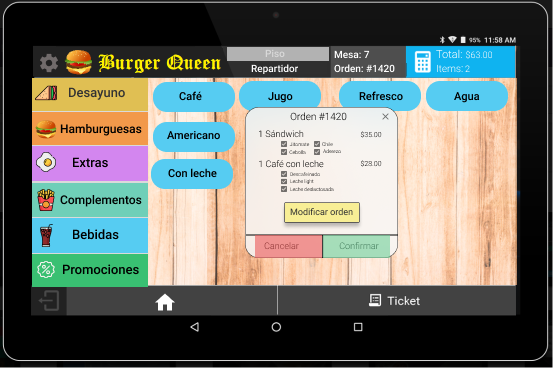 95% 11:58 AM
Burger Queen
Piso
Repartidor
Mesa: 7
Orden: #1420
Total: $63.00
Items: 2
Desayuno
Hamburguesas
Extras
Complementos
Bebidas
Promociones
Café
Jugo
Refresco
Agua
Americano
Con leche
Orden #1420
1 Sándwich $35.00
Jitomate Chile
Cebolla Aderezo
1 Café con leche $28.00
Descafeinado
Leche light
Leche deslactosada
Modificar orden
Cancelar Confirmar
Ticket